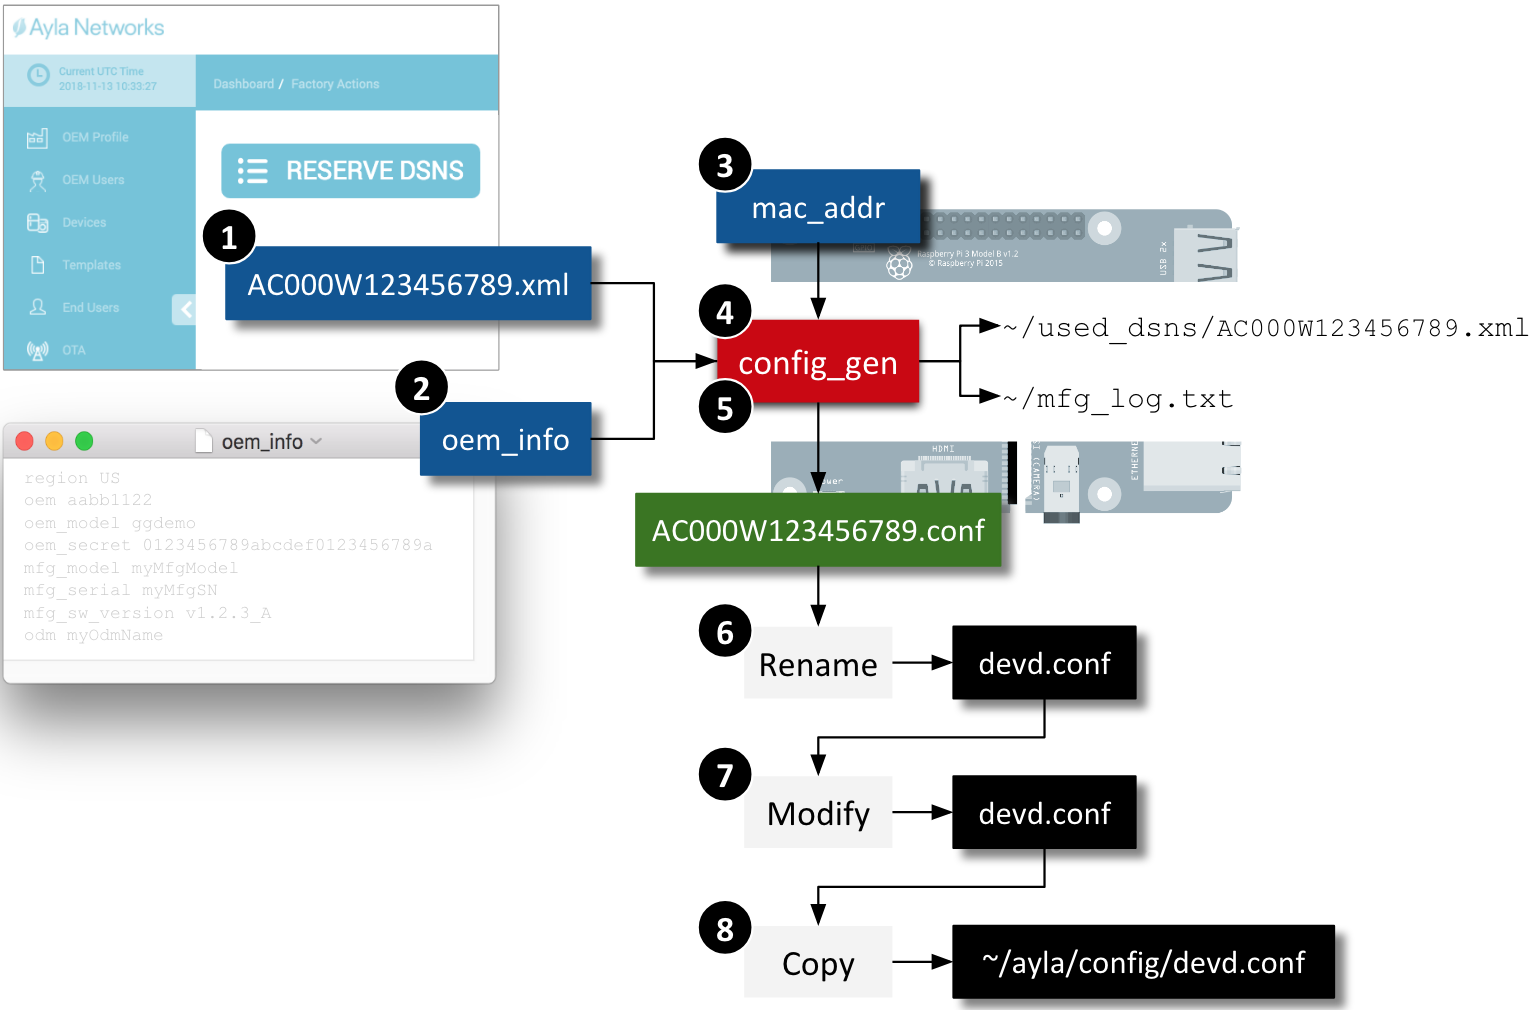 Ayla Networks
Current UTC Time
2018-11-13 10:33:27
Dashboard / Factory Actions
OEM Profile
OEM Users
Devices
Templates
End Users
OTA
RESERVE DSNS
1
AC000W123456789.xml
2
oem_info
oem_info
region US
oem aabb1122
oem_model ggdemo
oem_secret 0123456789abcdef0123456789a
mfg_model myMfgModel
mfg_serial myMfgSN
mfg_sw_version v1.2.3_A
odm myOdmName
3
mac_addr
Raspberry Pi 3 Model B v1.2
© Raspberry Pi 2015
USB 2x
4
config_gen
5
~/used_dsns/AC000W123456789.xml
~/mfg_log.txt
HDMI
(CAMERA)
AC000W123456789.conf
6
Rename
devd.conf
7
Modify
devd.conf
8
Copy
~/ayla/config/devd.conf